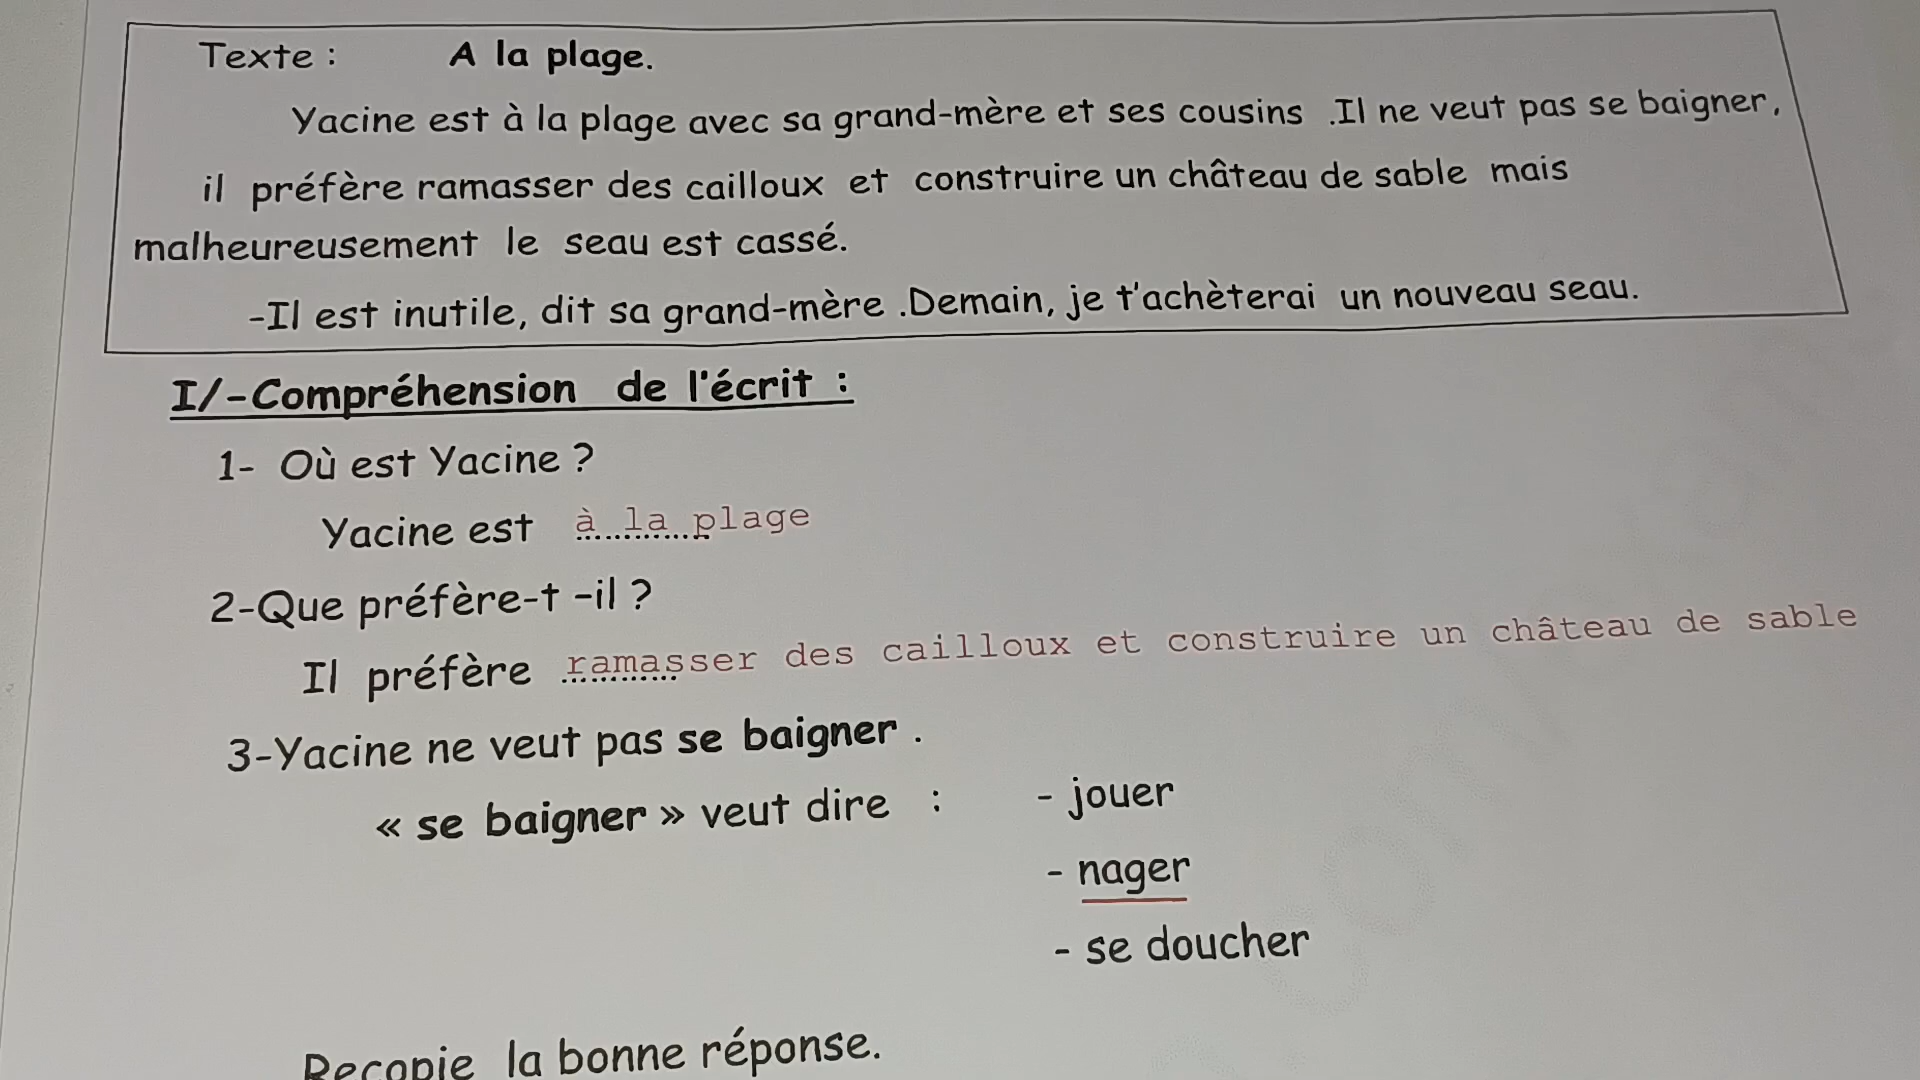 Texte : A la plage.
Yacine est à la plage avec sa grand-mère et ses cousins .Il ne veut pas se baigner,
il préfère ramasser des cailloux et construire un château de sable mais
malheureusement le seau est cassé.
-Il est inutile, dit sa grand-mère .Demain, je t'achèterai un nouveau seau.
I/-Compréhension de l'écrit :
1- Où est Yacine ?
Yacine est à la plage
2-Que préfère-t -il ?
Il préfère ramasser des cailloux et construire un château de sable
3-Yacine ne veut pas se baigner .
« se baigner » veut dire : - jouer
- nager
- se doucher
Recopie la bonne réponse.